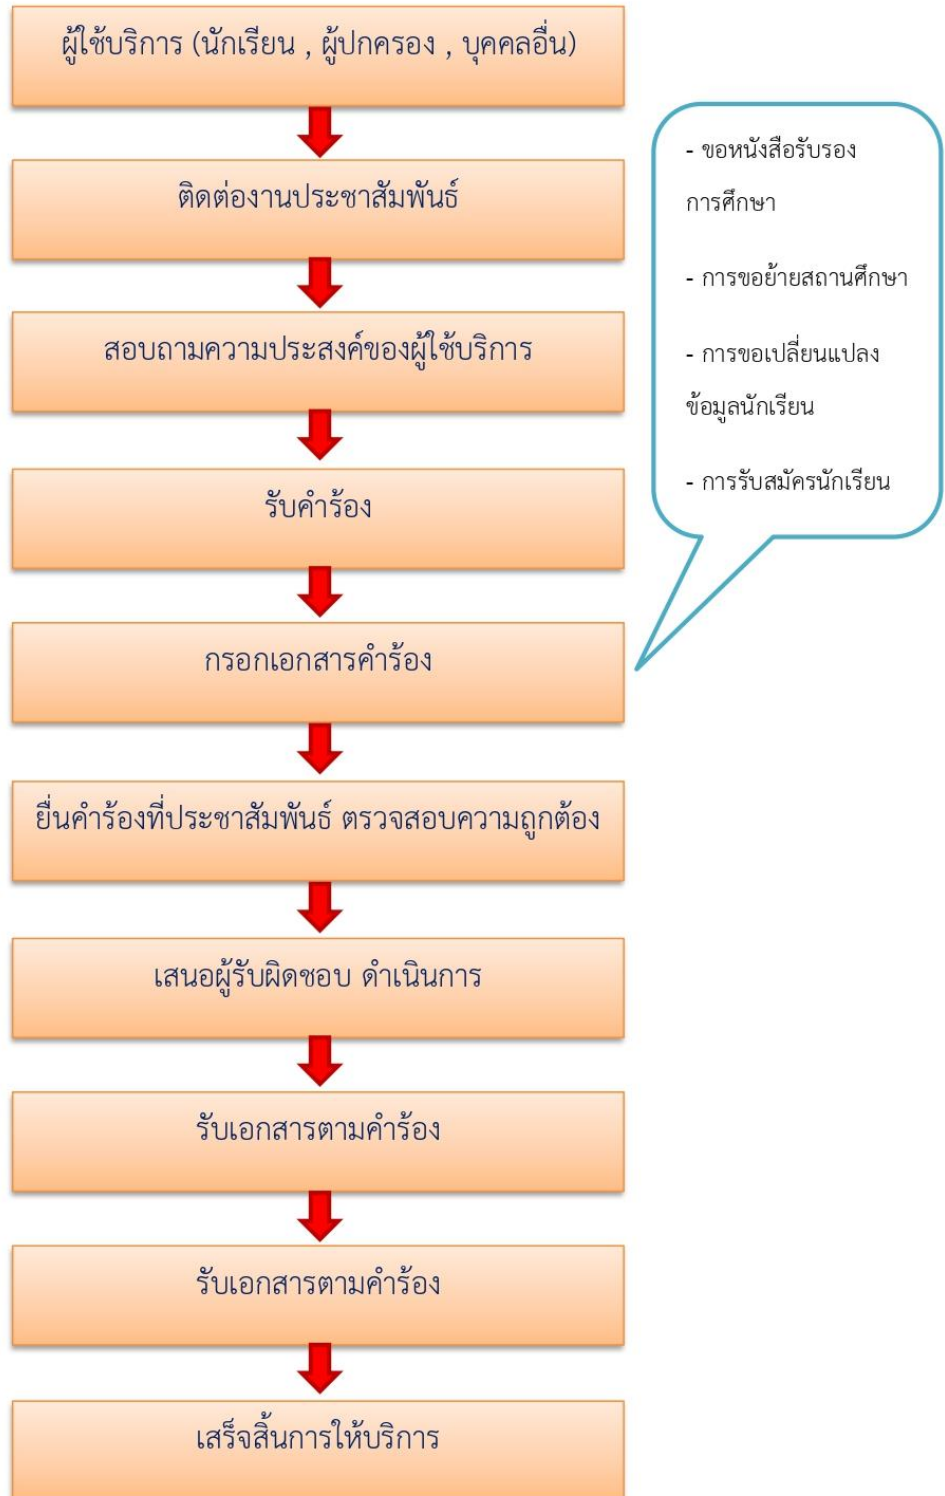 ผู้ใช้บริการ (นักเรียน , ผู้ปกครอง , บุคคลอื่น)
ติดต่องานประชาสัมพันธ์
สอบถามความประสงค์ของผู้ใช้บริการ
รับคำร้อง
กรอกเอกสารคำร้อง
- ขอหนังสือรับรอง
การศึกษา
- การขอย้ายสถานศึกษา
- การขอเปลี่ยนแปลง
ข้อมูลนักเรียน
- การรับสมัครนักเรียน
ยื่นคำร้องที่ประชาสัมพันธ์ ตรวจสอบความถูกต้อง
เสนอผู้รับผิดชอบ ดำเนินการ
รับเอกสารตามคำร้อง
รับเอกสารตามคำร้อง
เสร็จสิ้นการให้บริการ